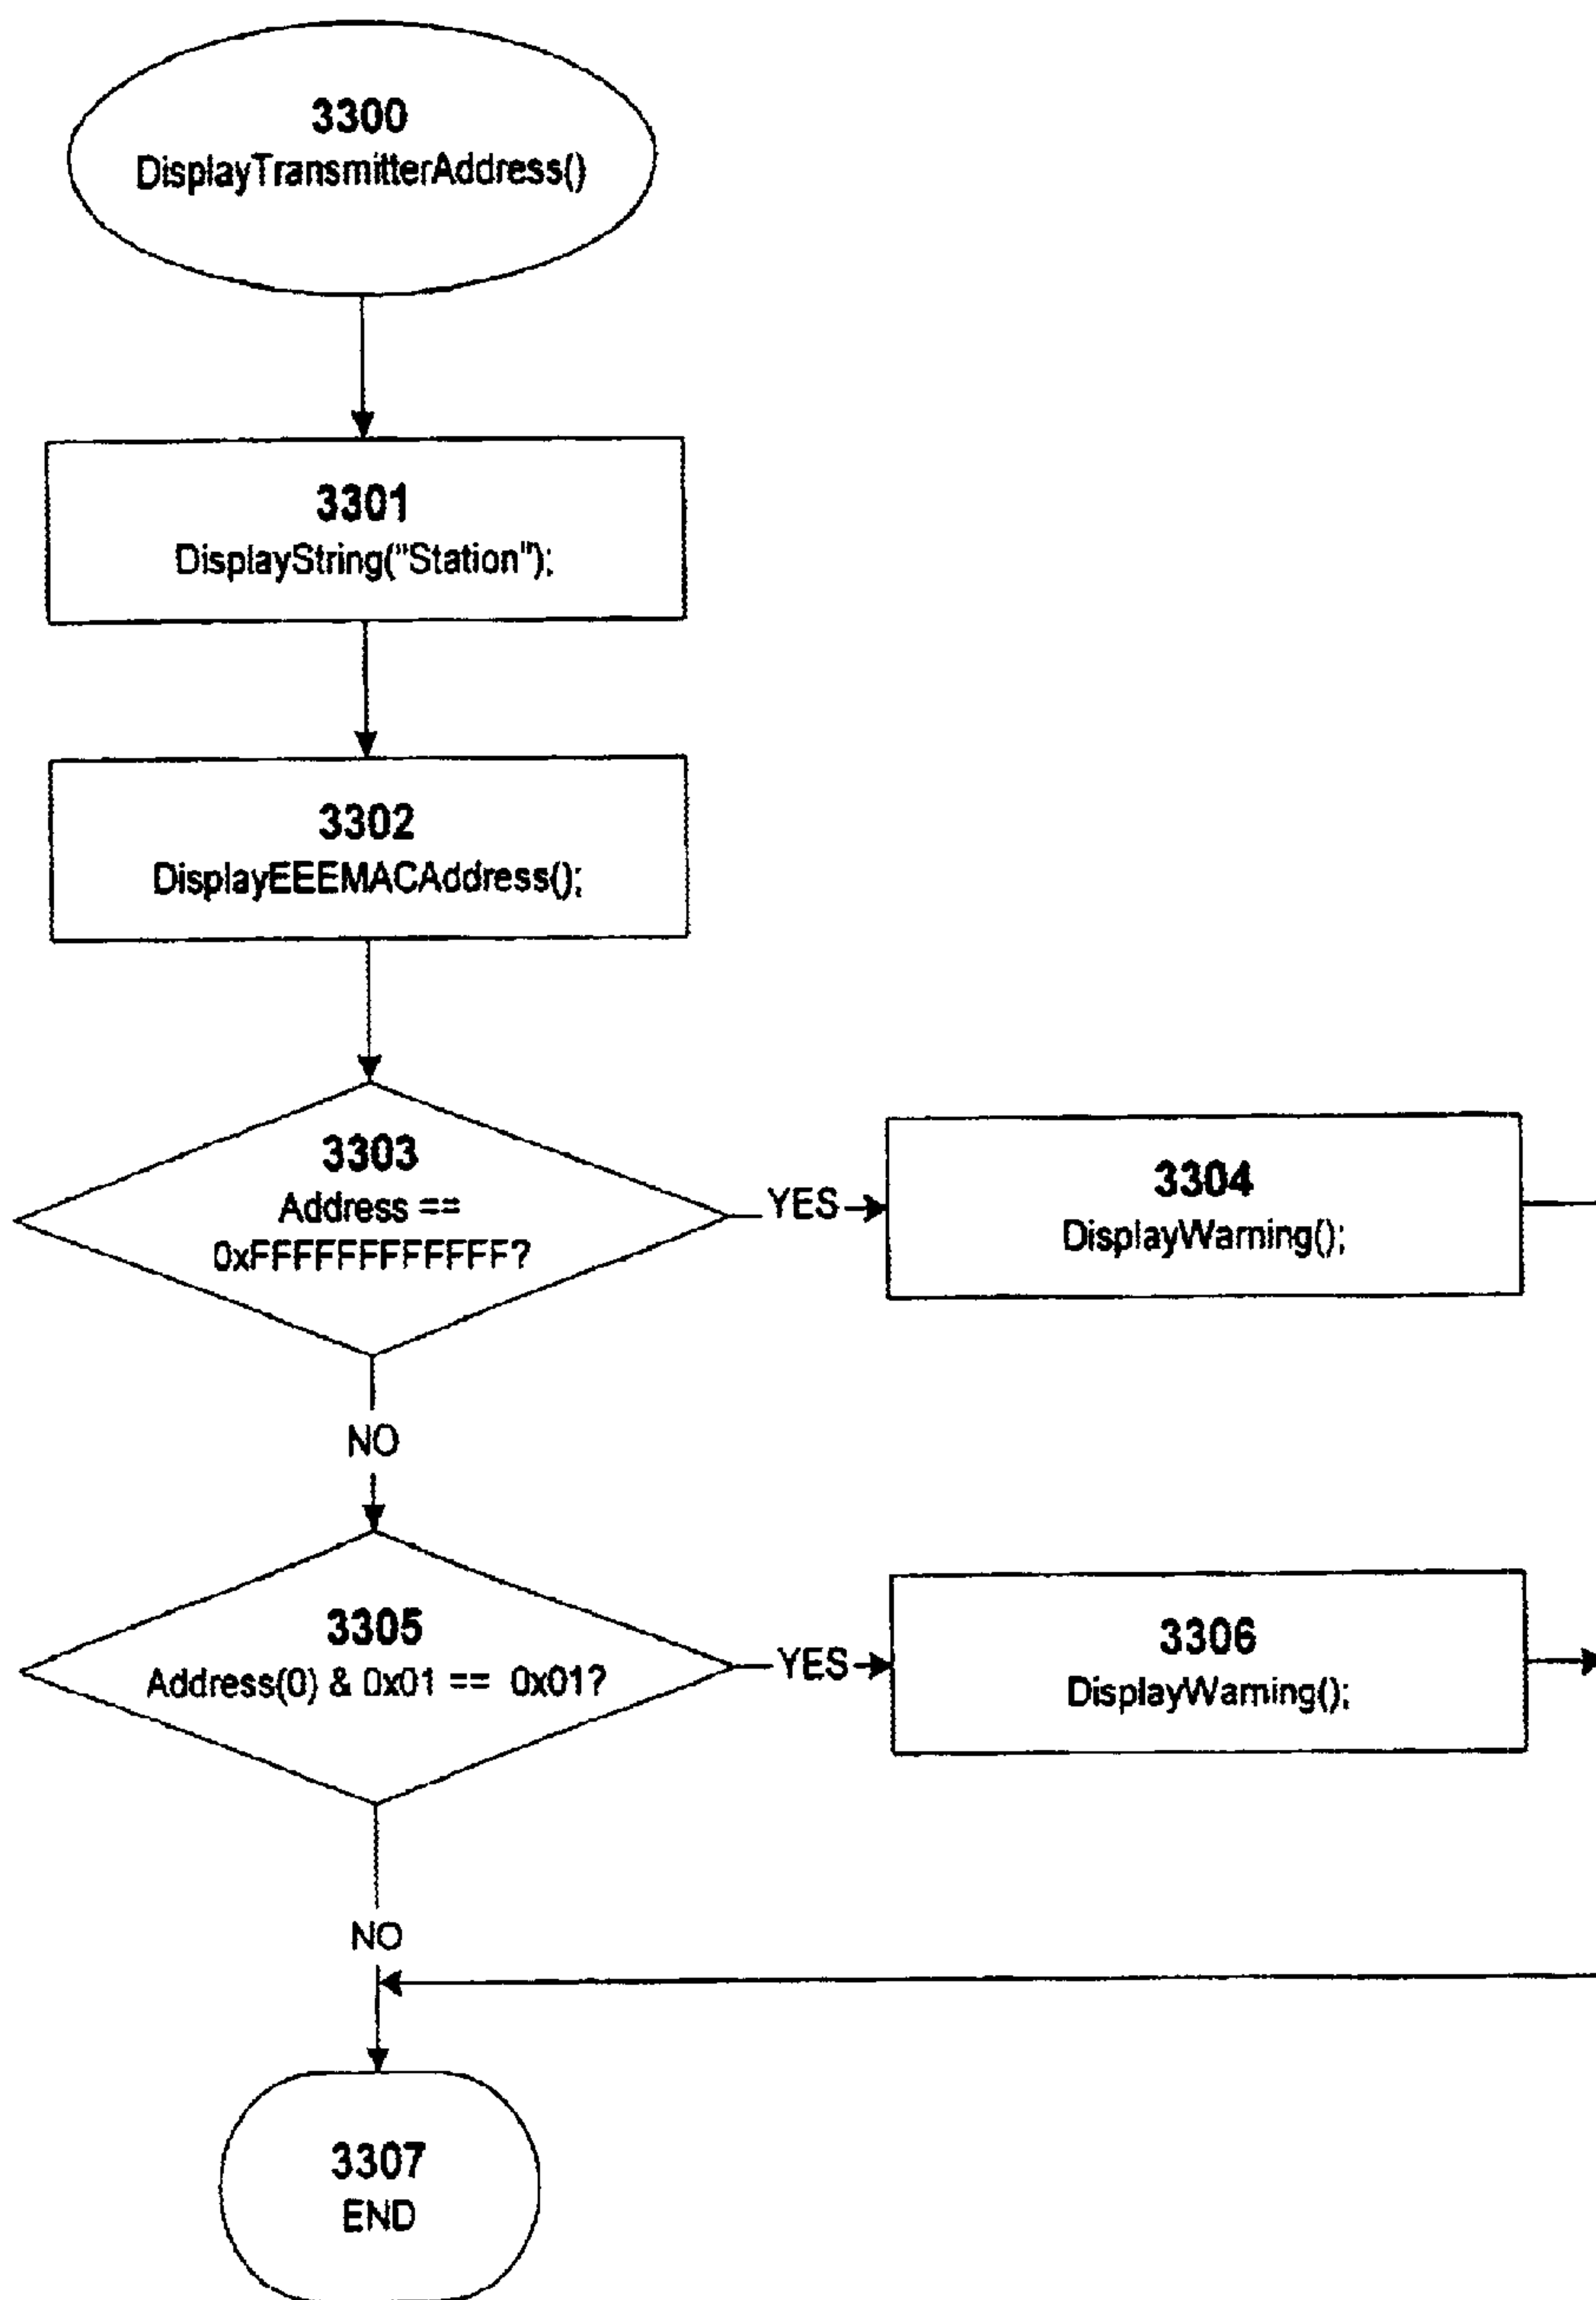 3300
DisplayTransmitterAddress()
3301
DisplayString("Station");
3302
DisplayEEEMACAddress();
3303
Address ==
0xFFFFFFFFFFFF?
YES
3304
DisplayWarning();
NO
3305
Address(0) & 0x01 == 0x01?
YES
3306
DisplayWarning();
NO
3307
END